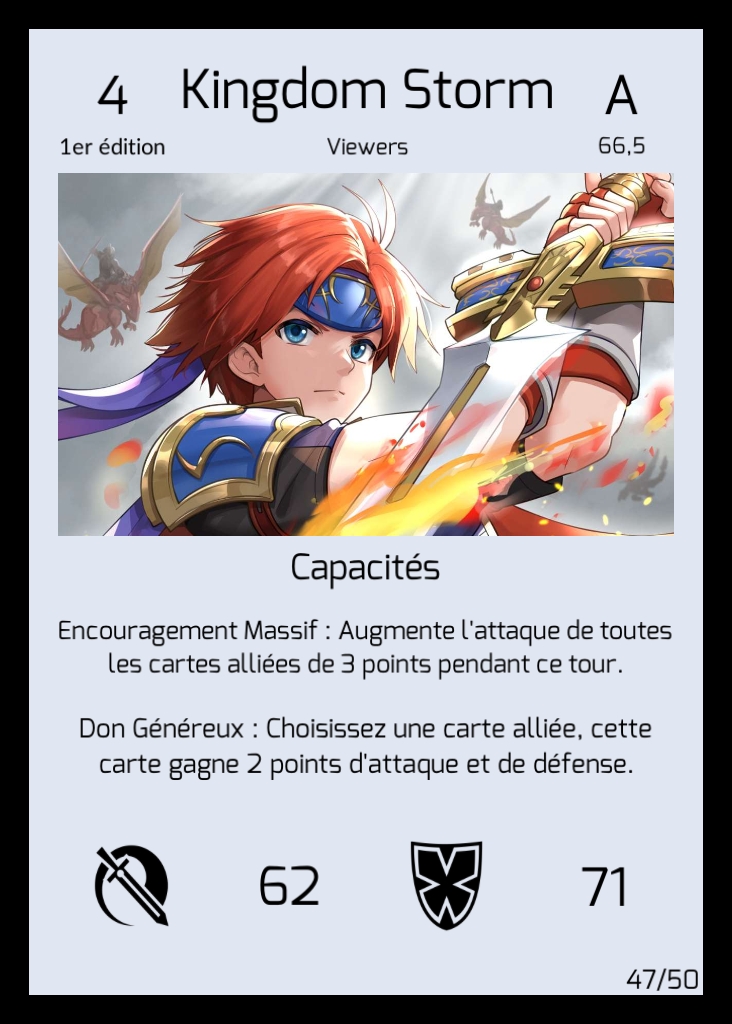 4 Kingdom Storm A
1er édition Viewers 66,5
Capacités
Encouragement Massif : Augmente l'attaque de toutes
les cartes alliées de 3 points pendant ce tour.
Don Généreux : Choisissez une carte alliée, cette
carte gagne 2 points d'attaque et de défense.
62 71
47/50